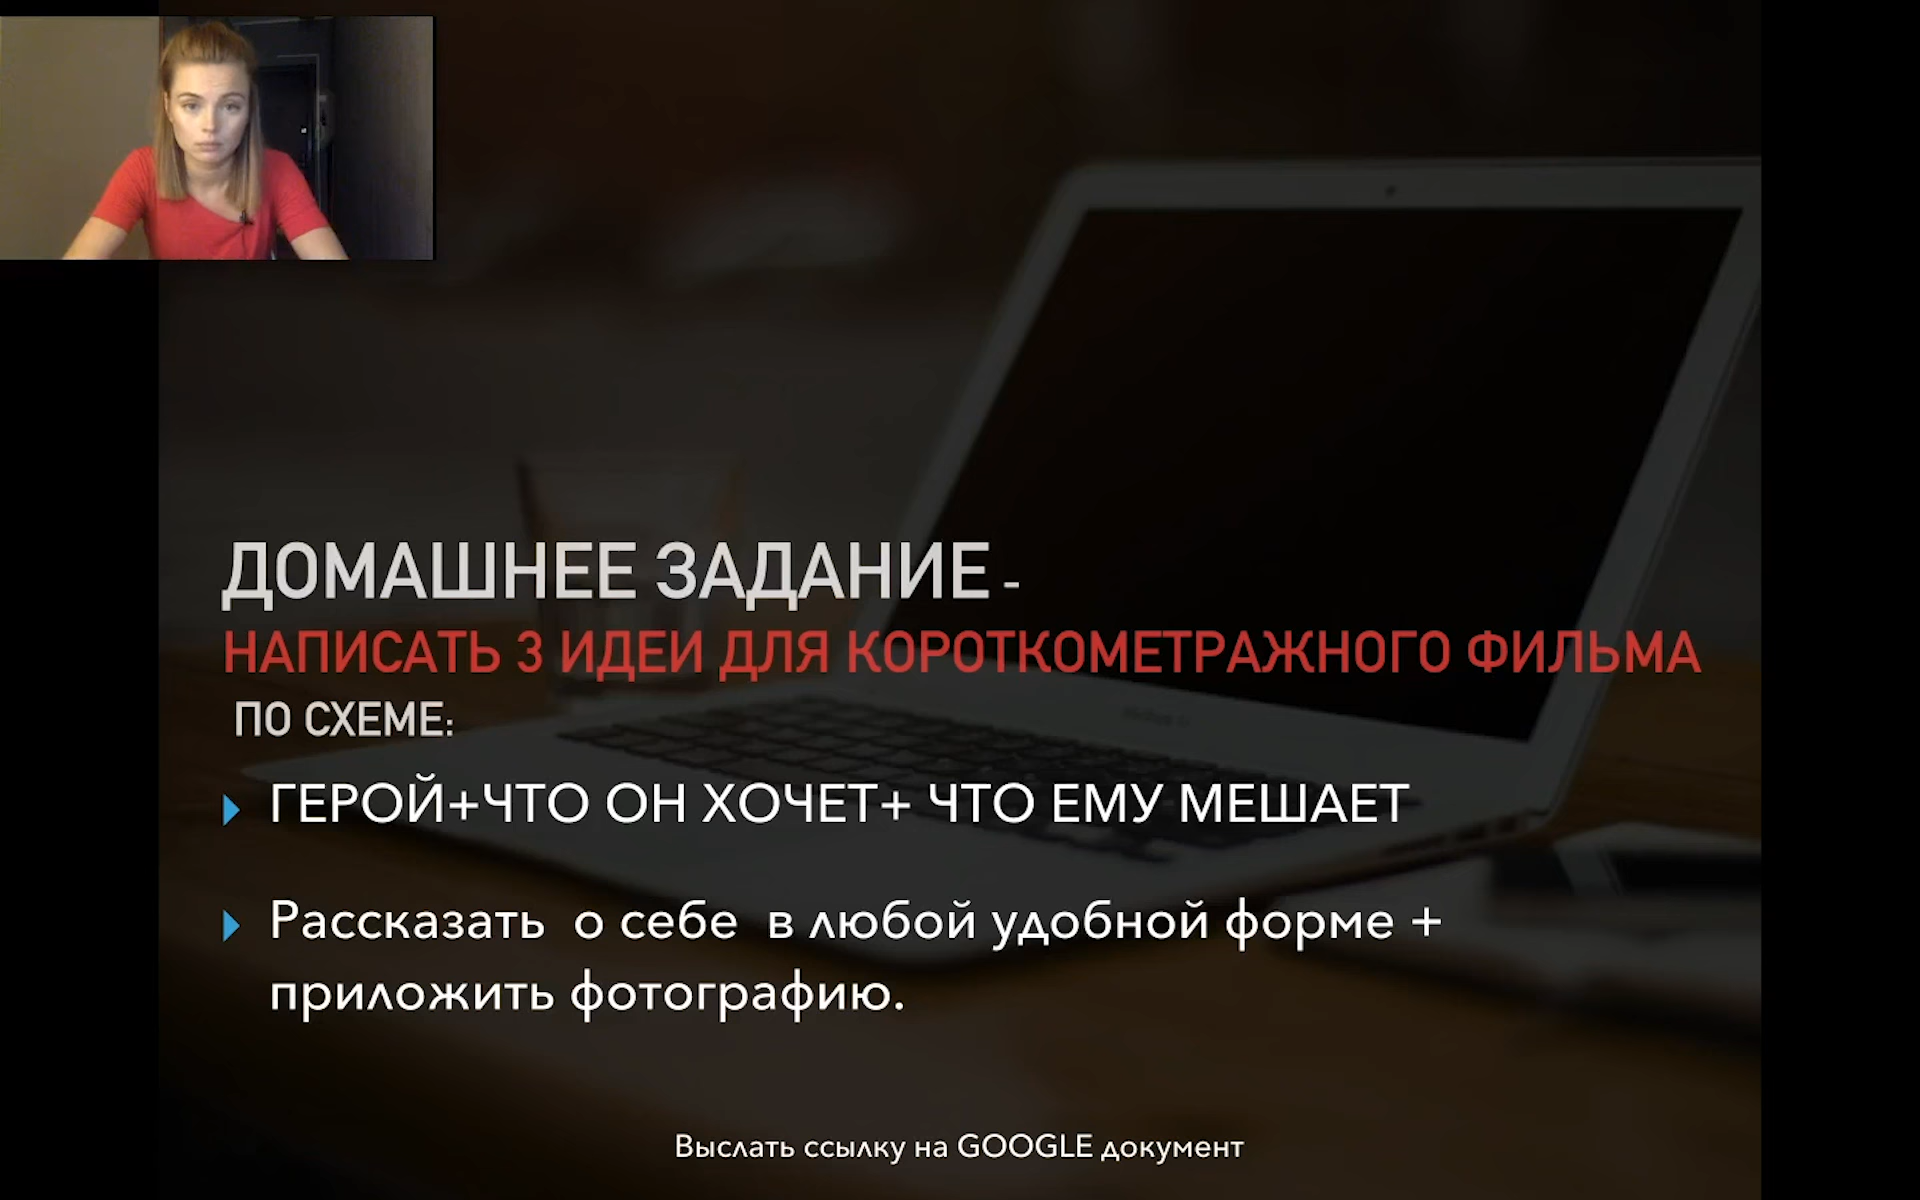 ДОМАШНЕЕ ЗАДАНИЕ -
НАПИСАТЬ 3 ИДЕИ ДЛЯ КОРОТКОМЕТРАЖНОГО ФИЛЬМА
ПО СХЕМЕ:
ГЕРОЙ+ЧТО ОН ХОЧЕТ+ ЧТО ЕМУ МЕШАЕТ
Рассказать о себе в любой удобной форме +
приложить фотографию.
Выслать ссылку на GOOGLE документ